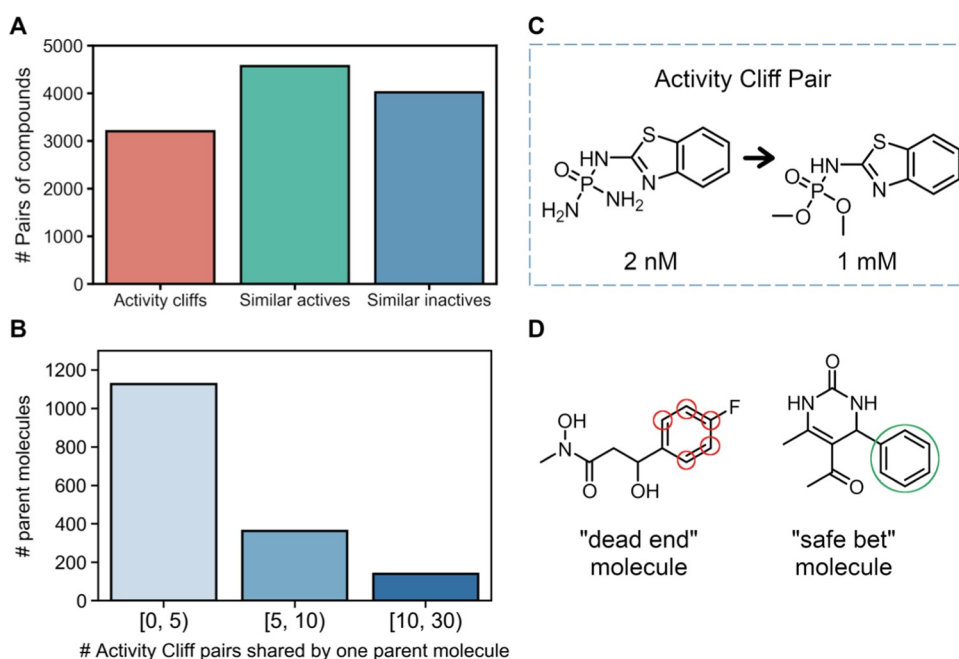 A
# Pairs of compounds
5000
4000
3000
2000
1000
0
Activity cliffs
Similar actives
Similar inactives
B
# parent molecules
1200
1000
800
600
400
200
0
[0, 5)
[5, 10)
[10, 30)
# Activity Cliff pairs shared by one parent molecule
C
Activity Cliff Pair
S
HN
O
P
N
NH2
H2N
2 nM
S
HN
O
P
N
O
O
1 mM
D
F
OH
N
O
OH
"dead end"
molecule
O
HN
NH
O
"safe bet"
molecule